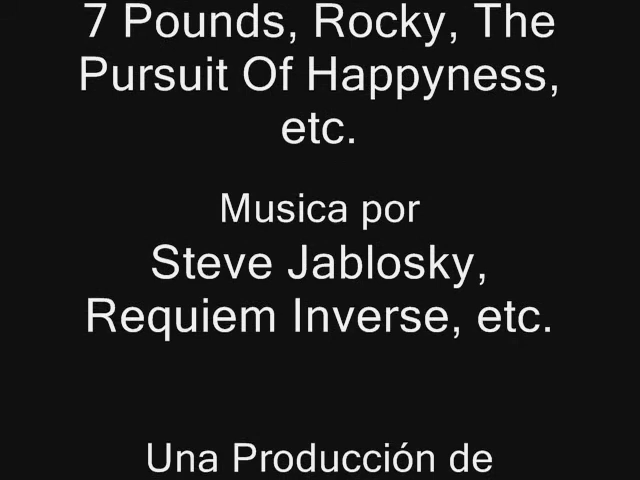 7 Pounds, Rocky, The
Pursuit Of Happyness,
etc.
Musica por
Steve Jablosky,
Requiem Inverse, etc.
Una Producción de